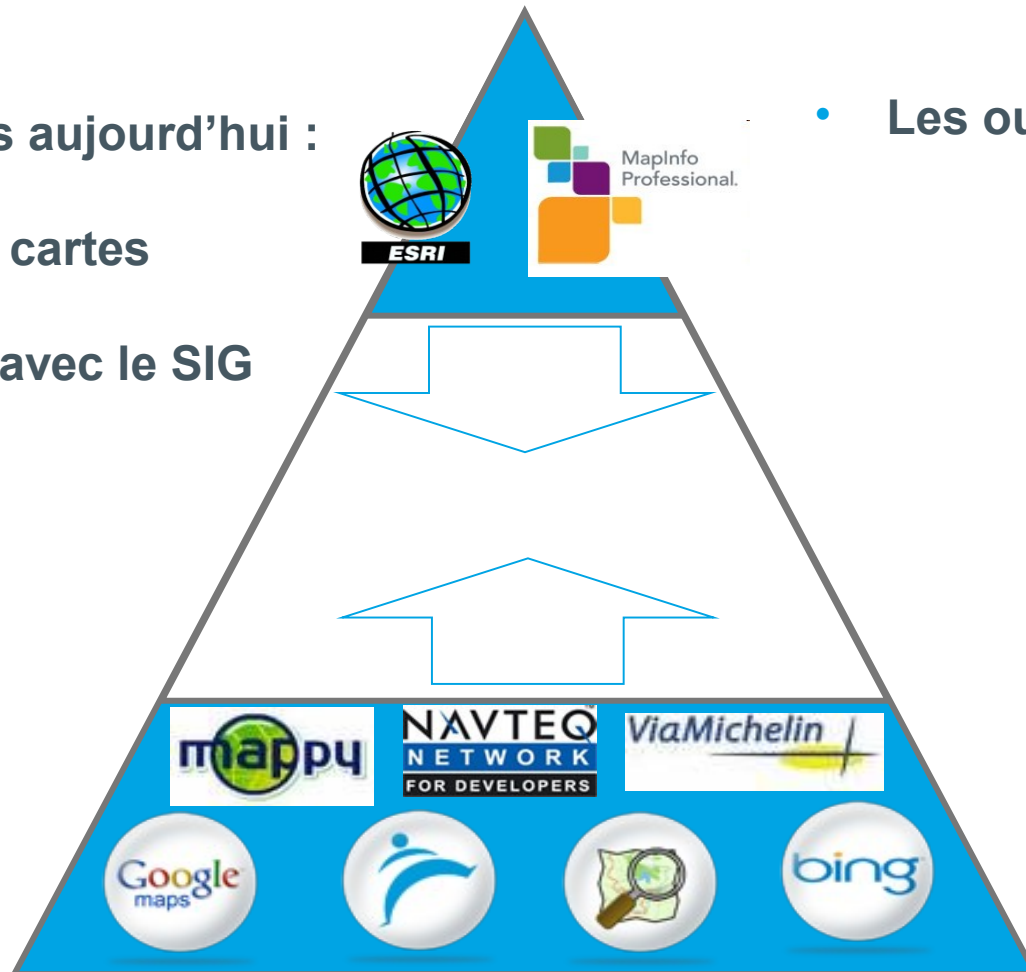 s aujourd’hui :
cartes
avec le SIG
• Les ou
ESRI
MapInfo
Professional.
mappy
NAVTEQ
NETWORK
FOR DEVELOPERS
ViaMichelin
Google
maps
bing